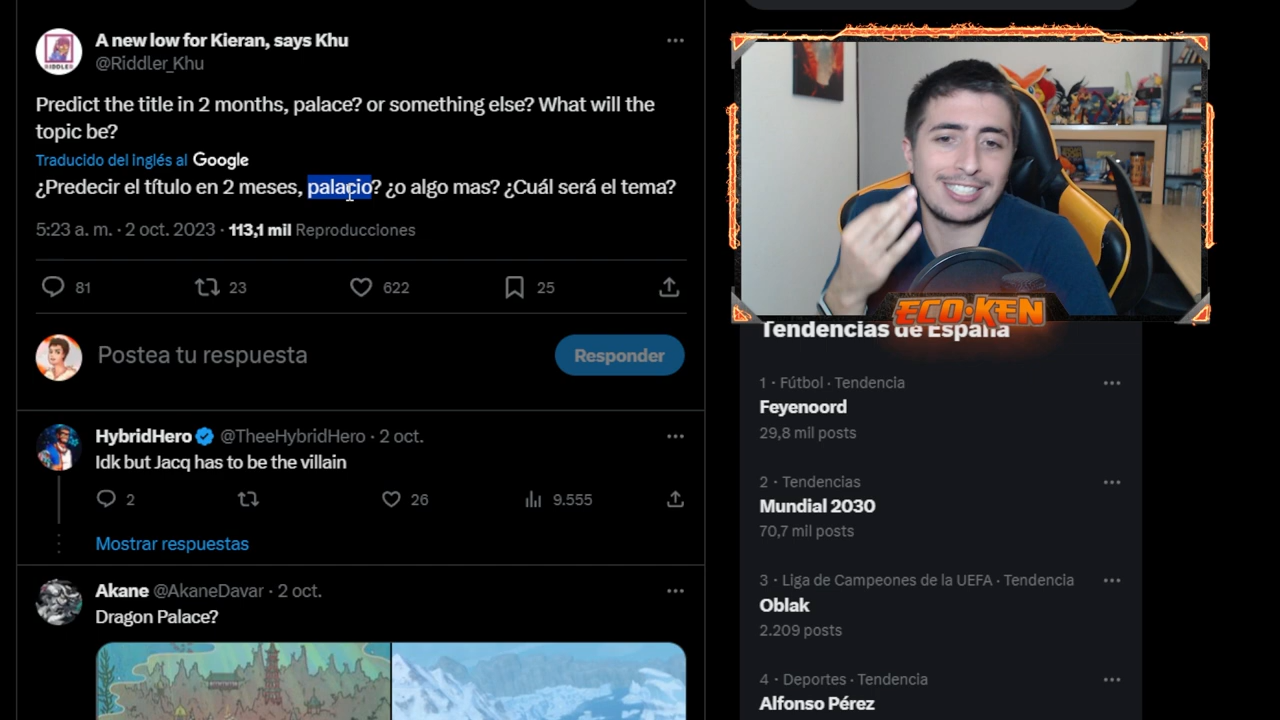 A new low for Kieran, says Khu
@Riddler_Khu
Predict the title in 2 months, palace? or something else? What will the
topic be?
Traducido del inglés al Google
¿Predecir el título en 2 meses, palacio? ¿o algo mas? ¿Cuál será el tema?
5:23 a. m. · 2 oct. 2023 · 113,1 mil Reproducciones
81 23 622 25
Postea tu respuesta
Responder
HybridHero @TheeHybridHero · 2 oct.
Idk but Jacq has to be the villain
2 26 9.555
Mostrar respuestas
Akane @AkaneDavar · 2 oct.
Dragon Palace?
RIDDLER
ECO·KEN
Tendencias de España
1 · Fútbol · Tendencia
Feyenoord
29,8 mil posts
2 · Tendencias
Mundial 2030
70,7 mil posts
3 · Liga de Campeones de la UEFA · Tendencia
Oblak
2.209 posts
4 · Deportes · Tendencia
Alfonso Pérez